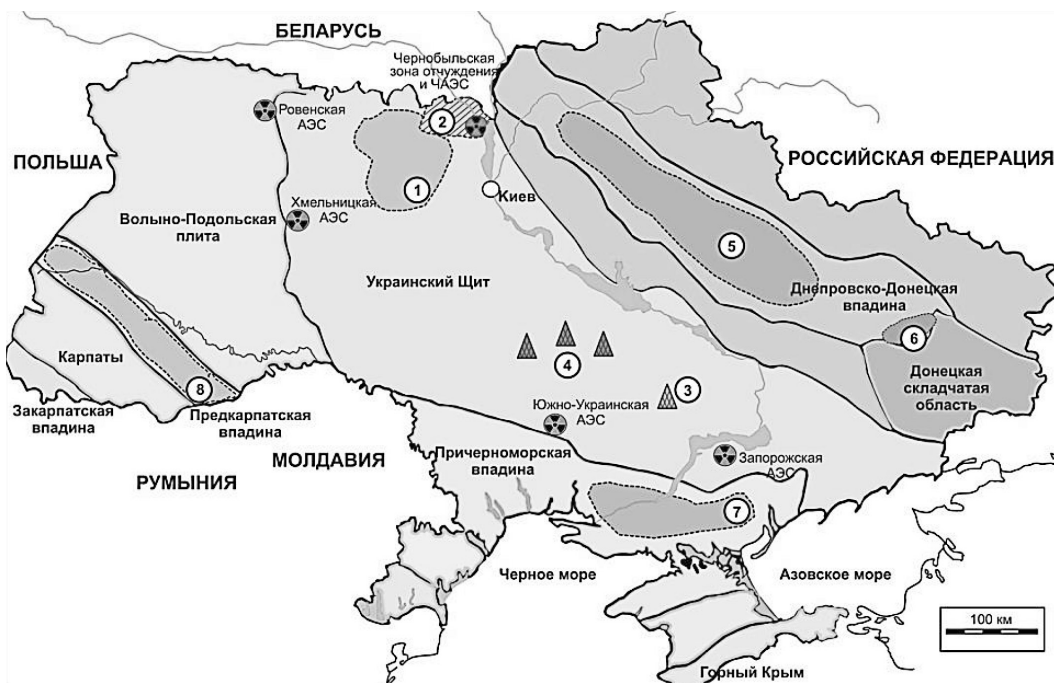 БЕЛАРУСЬ
Чернобыльская
зона отчуждения
и ЧАЭС
Ровенская
АЭС
2
ПОЛЬША
РОССИЙСКАЯ ФЕДЕРАЦИЯ
1
Киев
Хмельницкая
АЭС
Волыно-Подольская
плита
5
Украинский Щит
Днепровско-Донецкая
впадина
6
Карпаты
4
Донецкая
складчатая
область
8
3
Закарпатская
впадина
Предкарпатская
впадина
Южно-Украинская
АЭС
МОЛДАВИЯ
Причерноморская
впадина
Запорожская
АЭС
РУМЫНИЯ
7
Черное море
Азовское море
100 км
Горный Крым